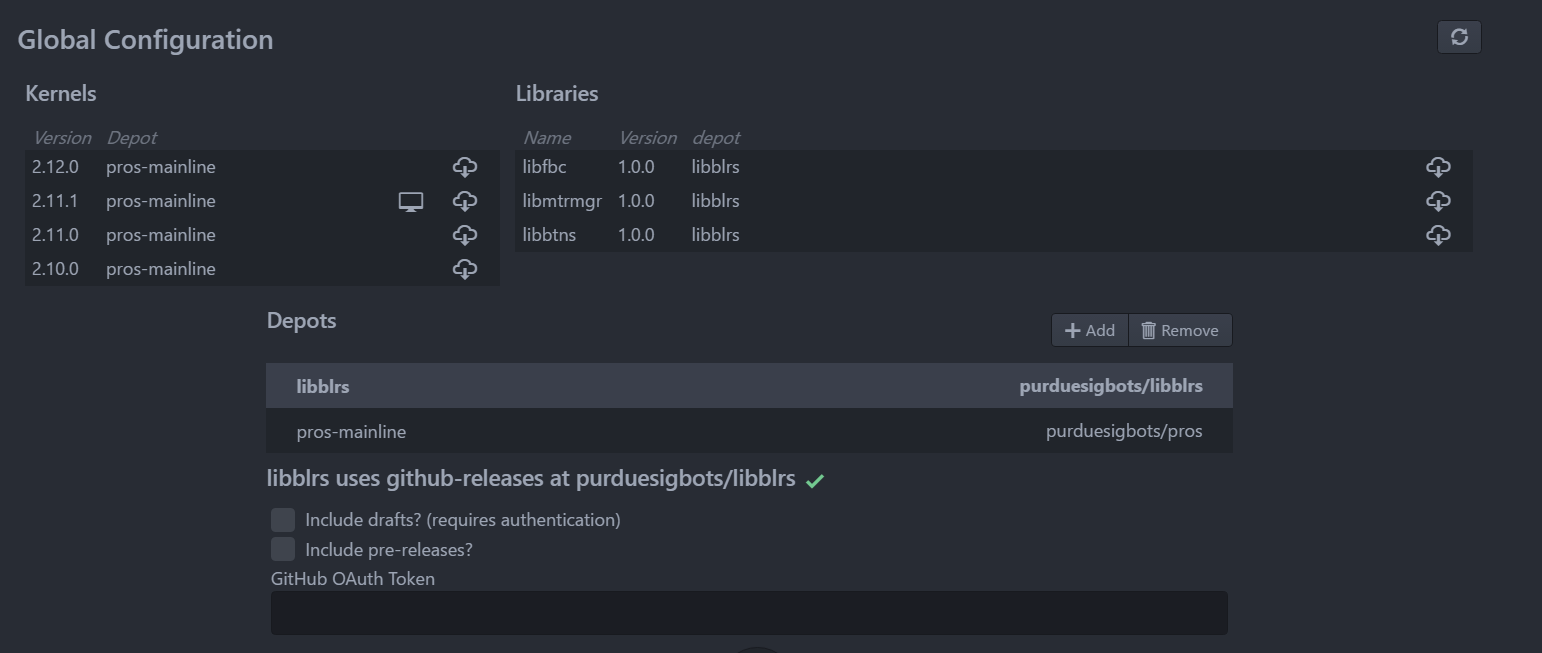 Global Configuration
Kernels
Version Depot
2.12.0 pros-mainline
2.11.1 pros-mainline
2.11.0 pros-mainline
2.10.0 pros-mainline
Libraries
Name Version depot
libfbc 1.0.0 libblrs
libmtrmgr 1.0.0 libblrs
libbtns 1.0.0 libblrs
Depots
Add Remove
libblrs purduesigbots/libblrs
pros-mainline purduesigbots/pros
libblrs uses github-releases at purduesigbots/libblrs
Include drafts? (requires authentication)
Include pre-releases?
GitHub OAuth Token